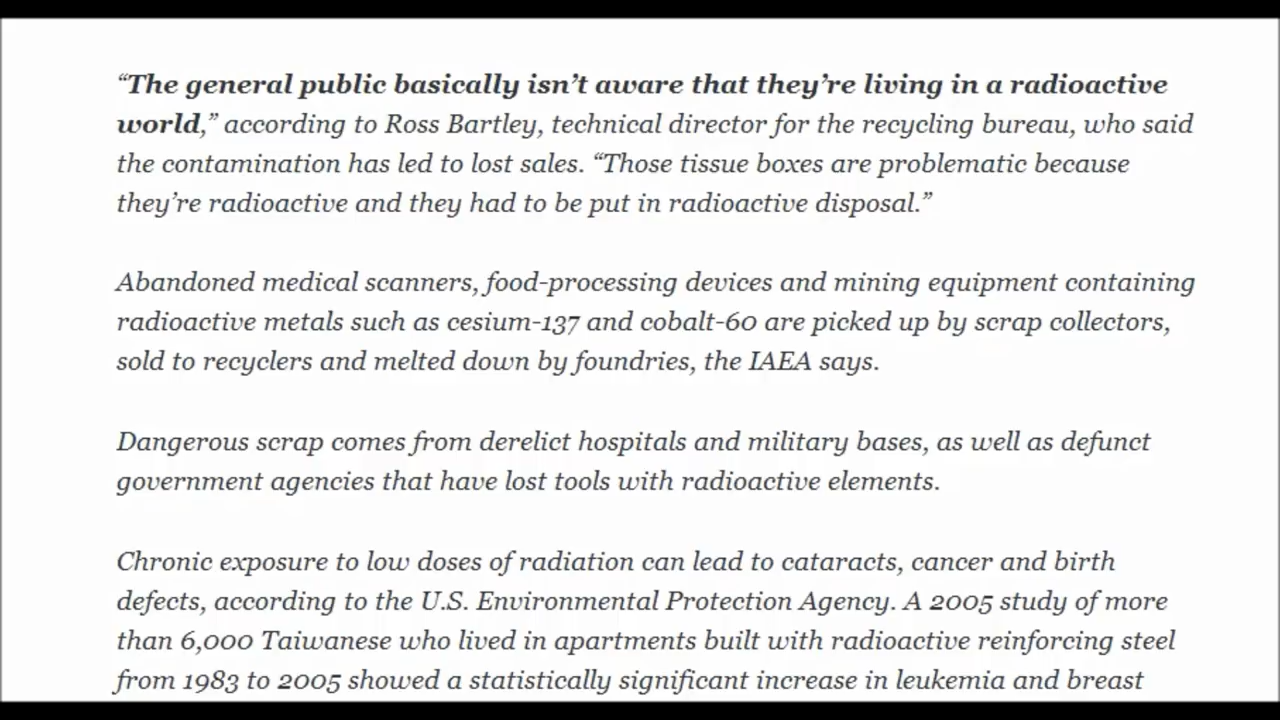 “The general public basically isn’t aware that they’re living in a radioactive
world,” according to Ross Bartley, technical director for the recycling bureau, who said
the contamination has led to lost sales. “Those tissue boxes are problematic because
they’re radioactive and they had to be put in radioactive disposal.”
Abandoned medical scanners, food-processing devices and mining equipment containing
radioactive metals such as cesium-137 and cobalt-60 are picked up by scrap collectors,
sold to recyclers and melted down by foundries, the IAEA says.
Dangerous scrap comes from derelict hospitals and military bases, as well as defunct
government agencies that have lost tools with radioactive elements.
Chronic exposure to low doses of radiation can lead to cataracts, cancer and birth
defects, according to the U.S. Environmental Protection Agency. A 2005 study of more
than 6,000 Taiwanese who lived in apartments built with radioactive reinforcing steel
from 1983 to 2005 showed a statistically significant increase in leukemia and breast